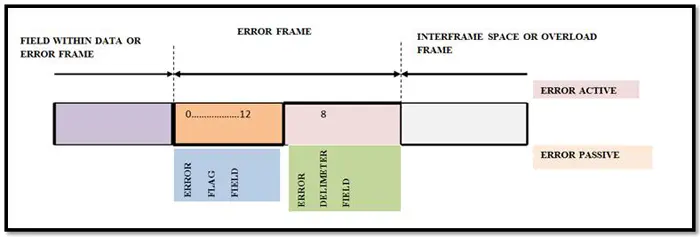 FIELD WITHIN DATA OR
ERROR FRAME
ERROR FRAME
INTERFRAME SPACE OR OVERLOAD
FRAME
ERROR ACTIVE
0...................12
8
ERROR PASSIVE
ERROR
FLAG
FIELD
ERROR
DELIMETER
FIELD